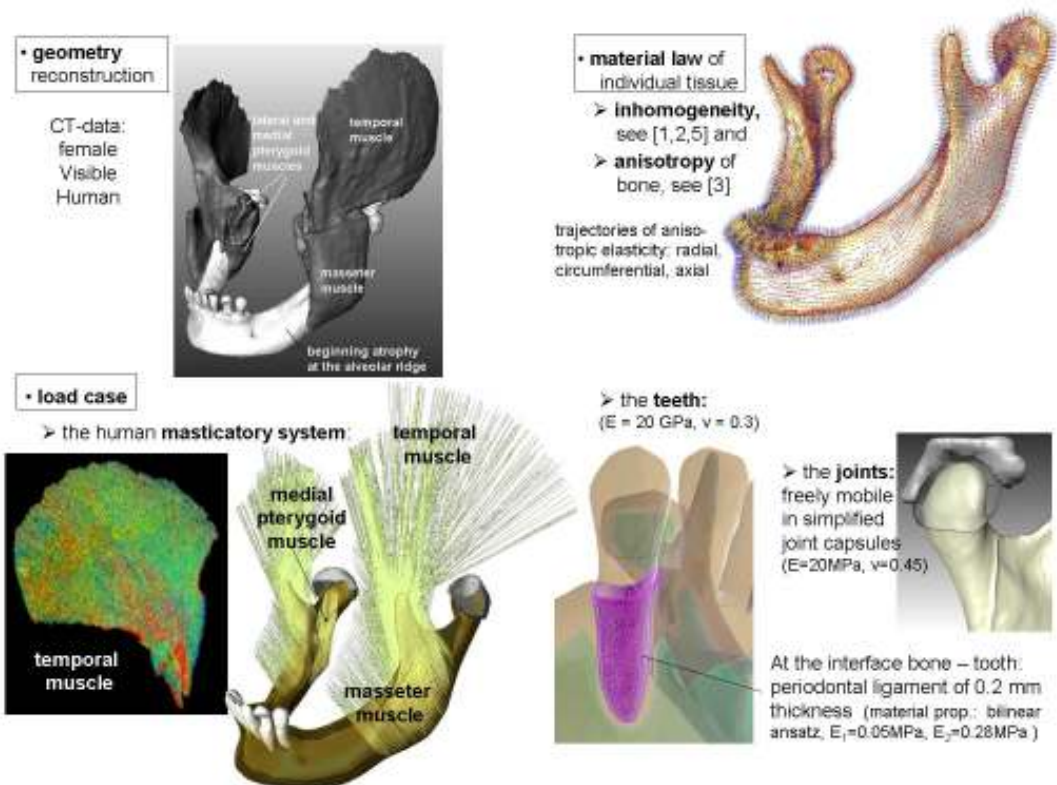 • geometry
reconstruction
CT-data:
female
Visible
Human
lateral and
medial
pterygoid
muscles
temporal
muscle
masseter
muscle
beginning atrophy
at the alveolar ridge
• material law of
individual tissue
➤ inhomogeneity,
see [1,2,5] and
➤ anisotropy of
bone, see [3]
trajectories of aniso-
tropic elasticity: radial,
circumferential, axial
• load case
➤ the human masticatory system:
temporal
muscle
medial
pterygoid
muscle
temporal
muscle
masseter
muscle
➤ the teeth:
(E = 20 GPa, ν = 0.3)
➤ the joints:
freely mobile
in simplified
joint capsules
(E=20MPa, ν=0.45)
At the interface bone – tooth:
periodontal ligament of 0.2 mm
thickness (material prop.: bilinear
ansatz, E₁=0.05MPa, E₂=0.28MPa )